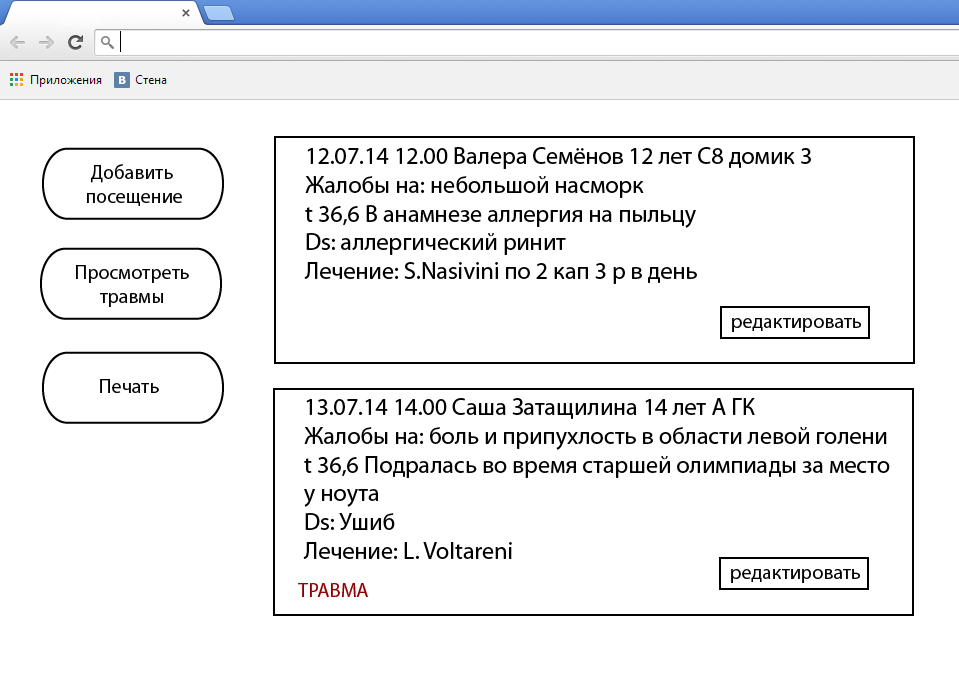 Приложения
В Стена
Добавить
посещение
Просмотреть
травмы
Печать
12.07.14 12.00 Валера Семёнов 12 лет С8 домик 3
Жалобы на: небольшой насморк
t 36,6 В анамнезе аллергия на пыльцу
Ds: аллергический ринит
Лечение: S.Nasivini по 2 кап 3 р в день
редактировать
13.07.14 14.00 Саша Затащилина 14 лет А ГК
Жалобы на: боль и припухлость в области левой голени
t 36,6 Подралась во время старшей олимпиады за место
у ноута
Ds: Ушиб
Лечение: L. Voltareni
редактировать
ТРАВМА